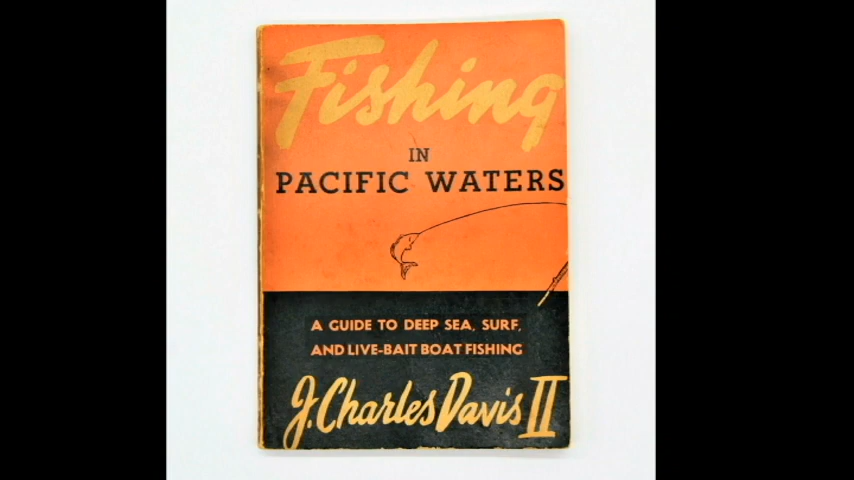 Fishing
IN
PACIFIC WATERS
A GUIDE TO DEEP SEA, SURF,
AND LIVE-BAIT BOAT FISHING
J. Charles Davis II